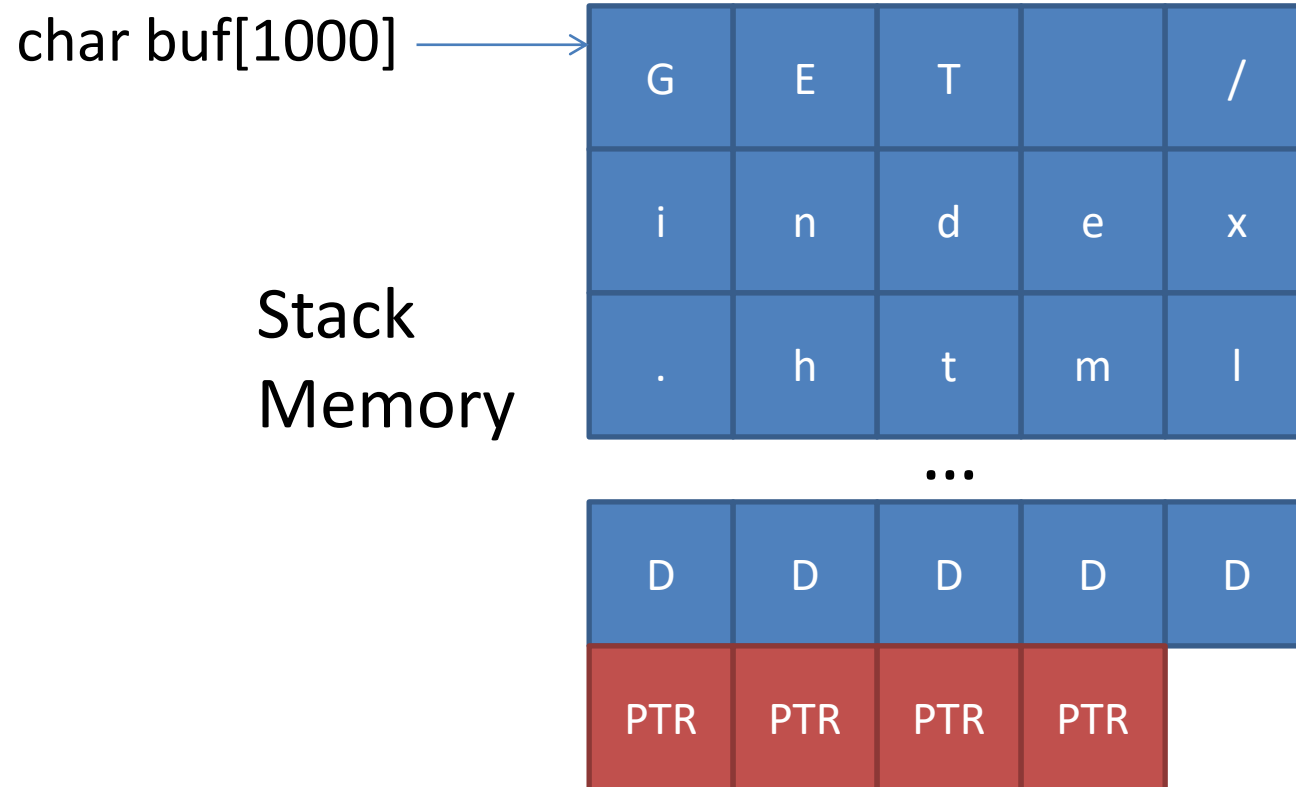 char buf[1000]
G E T /
i n d e x
Stack
Memory
. h t m l
...
D D D D D
PTR PTR PTR PTR